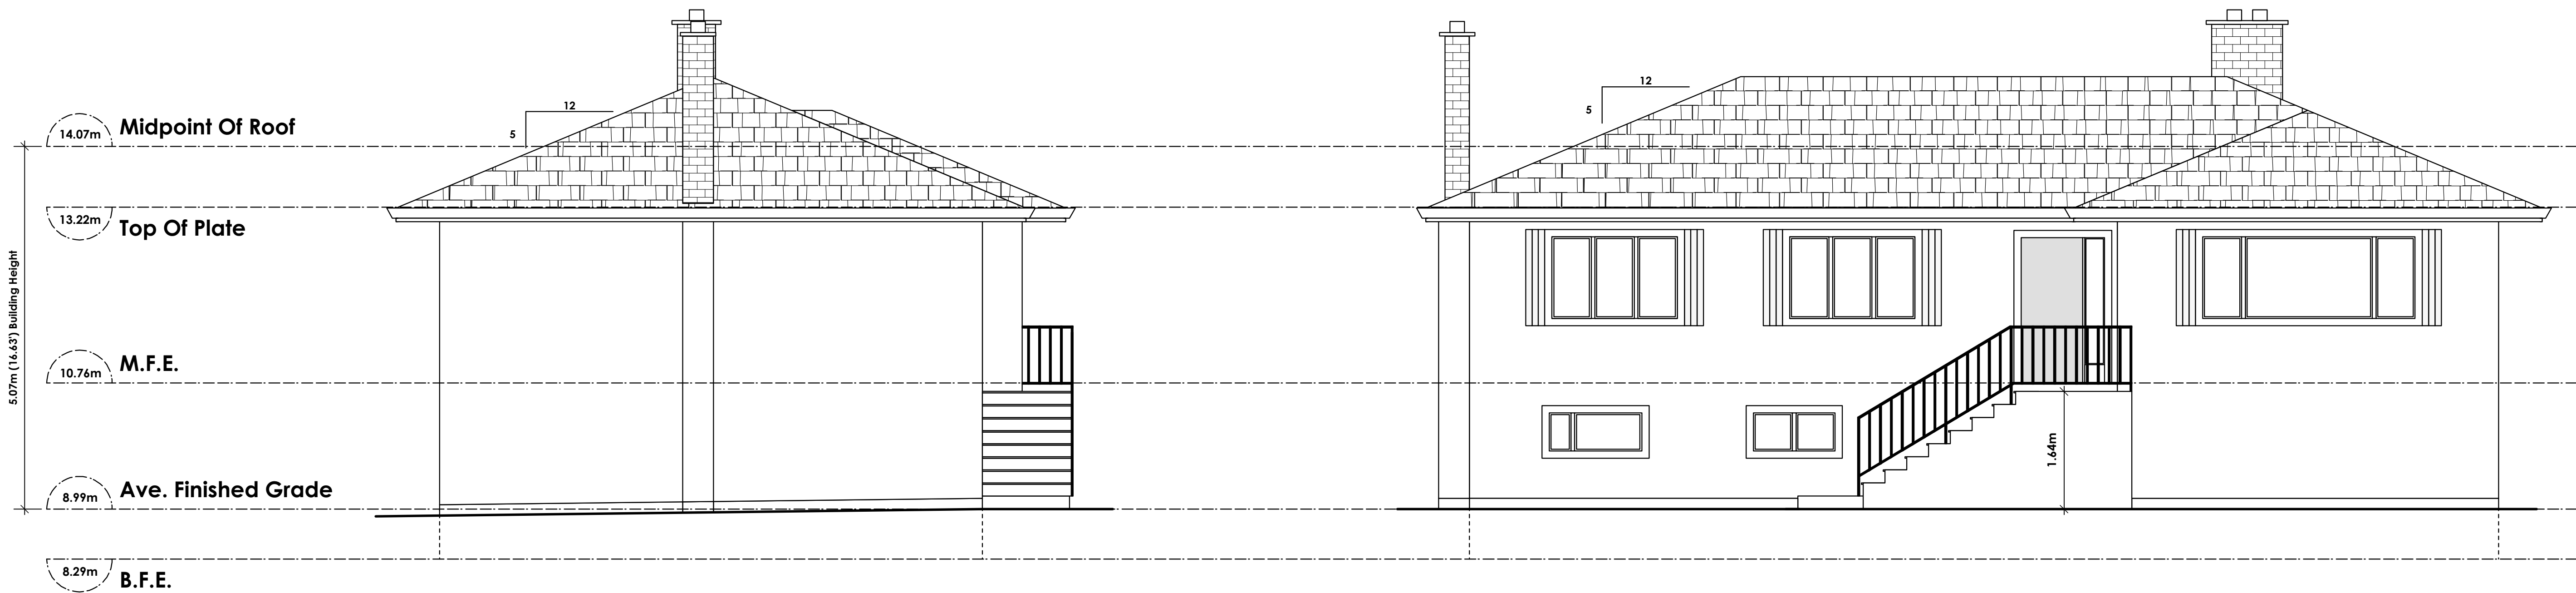 12
5
12
5
14.07m
Midpoint Of Roof
13.22m
Top Of Plate
5.07m (16.63') Building Height
10.76m
M.F.E.
1.64m
8.99m
Ave. Finished Grade
8.29m
B.F.E.